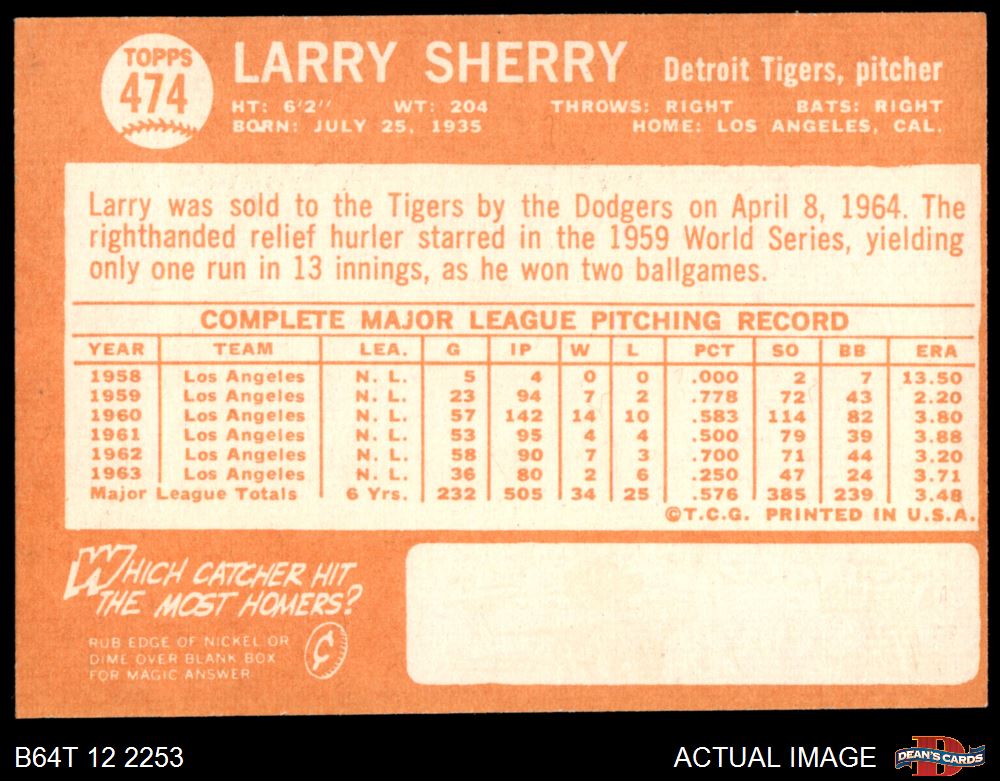 TOPPS
474
LARRY SHERRY Detroit Tigers, pitcher
HT: 6'2" WT: 204 THROWS: RIGHT BATS: RIGHT
BORN: JULY 25, 1935 HOME: LOS ANGELES, CAL.
Larry was sold to the Tigers by the Dodgers on April 8, 1964. The
righthanded relief hurler starred in the 1959 World Series, yielding
only one run in 13 innings, as he won two ballgames.
COMPLETE MAJOR LEAGUE PITCHING RECORD
YEAR TEAM LEA. G IP W L PCT SO BB ERA
1958 Los Angeles N. L. 5 4 0 0 .000 2 7 13.50
1959 Los Angeles N. L. 23 94 7 2 .778 72 43 2.20
1960 Los Angeles N. L. 57 142 14 10 .583 114 82 3.80
1961 Los Angeles N. L. 53 95 4 4 .500 79 39 3.88
1962 Los Angeles N. L. 58 90 7 3 .700 71 44 3.20
1963 Los Angeles N. L. 36 80 2 6 .250 47 24 3.71
Major League Totals 6 Yrs. 232 505 34 25 .576 385 239 3.48
©T.C.G. PRINTED IN U.S.A.
WHICH CATCHER HIT
THE MOST HOMERS?
RUB EDGE OF NICKEL OR
DIME OVER BLANK BOX
FOR MAGIC ANSWER
¢
B64T 12 2253 ACTUAL IMAGE
D
DEAN'S CARDS